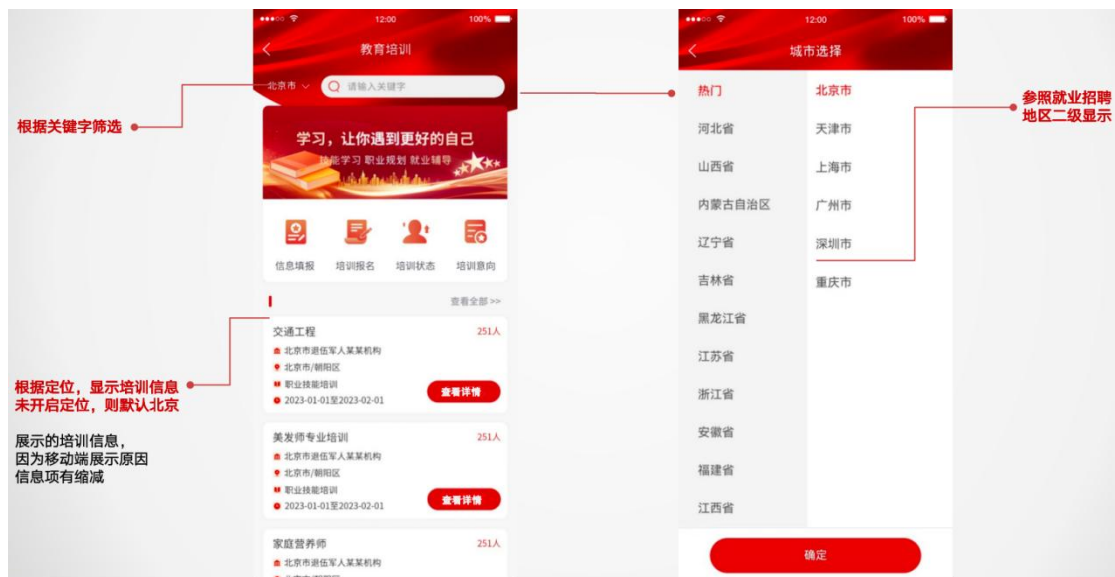 12:00
100%
教育培训
北京市
请输入关键字
学习，让你遇到更好的自己
技能学习 职业规划 就业辅导
信息填报
培训报名
培训状态
培训意向
查看全部 >>
交通工程
251人
北京市退伍军人某某机构
北京市/朝阳区
职业技能培训
2023-01-01至2023-02-01
查看详情
美发师专业培训
251人
北京市退伍军人某某机构
北京市/朝阳区
职业技能培训
2023-01-01至2023-02-01
查看详情
家庭营养师
251人
北京市退伍军人某某机构
根据关键字筛选
根据定位，显示培训信息
未开启定位，则默认北京
展示的培训信息，
因为移动端展示原因
信息项有缩减
12:00
100%
城市选择
热门
河北省
山西省
内蒙古自治区
辽宁省
吉林省
黑龙江省
江苏省
浙江省
安徽省
福建省
江西省
北京市
天津市
上海市
广州市
深圳市
重庆市
确定
参照就业招聘
地区二级显示